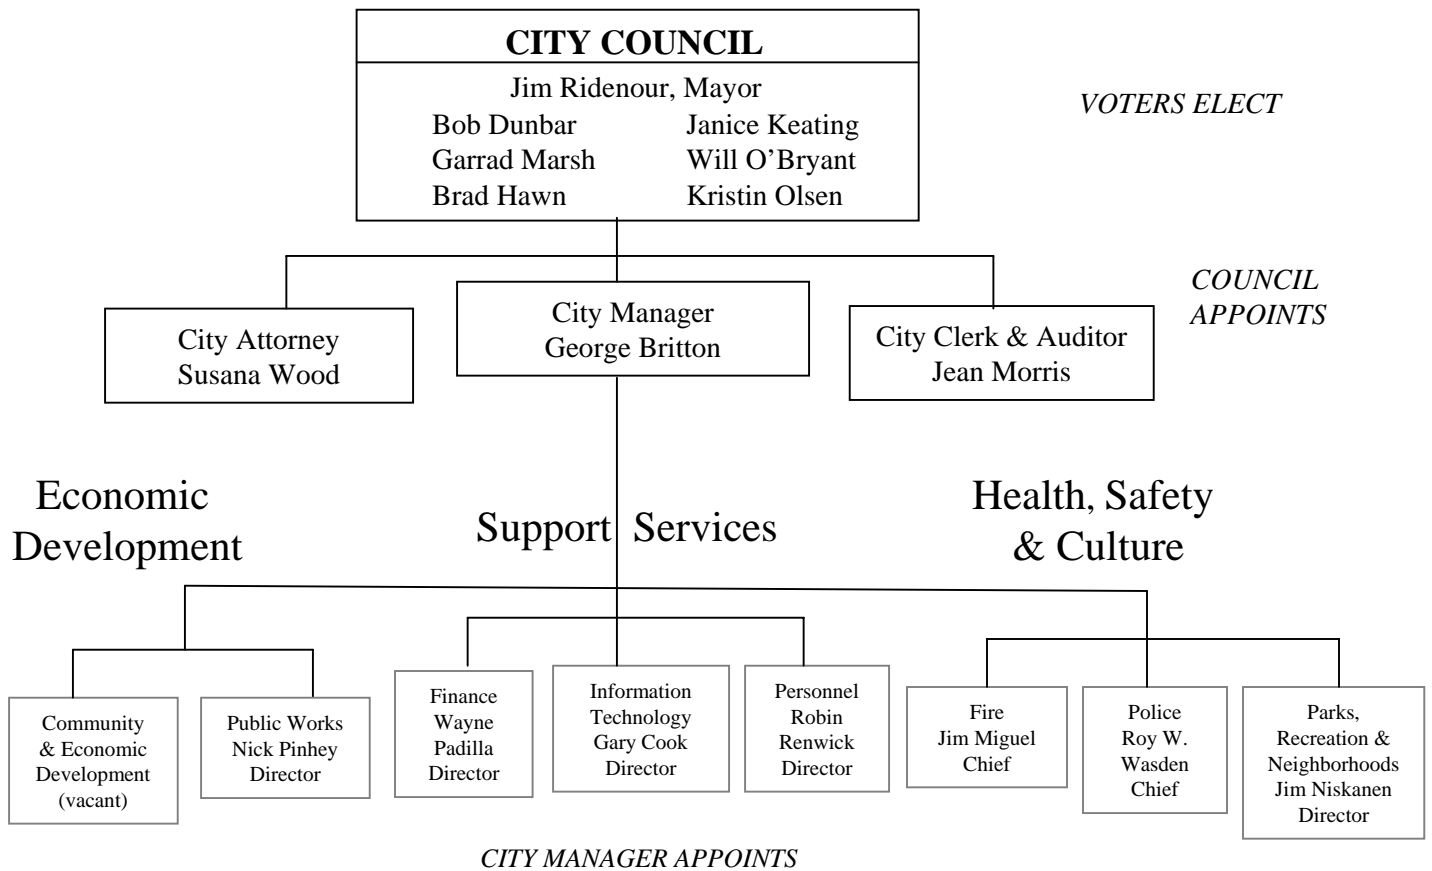 CITY COUNCIL
Jim Ridenour, Mayor
Bob Dunbar
Janice Keating
Garrad Marsh
Will O’Bryant
Brad Hawn
Kristin Olsen
VOTERS ELECT
COUNCIL
APPOINTS
City Attorney
Susana Wood
City Manager
George Britton
City Clerk & Auditor
Jean Morris
Economic
Development
Support Services
Health, Safety
& Culture
Community
& Economic
Development
(vacant)
Public Works
Nick Pinhey
Director
Finance
Wayne
Padilla
Director
Information
Technology
Gary Cook
Director
Personnel
Robin
Renwick
Director
Fire
Jim Miguel
Chief
Police
Roy W.
Wasden
Chief
Parks,
Recreation &
Neighborhoods
Jim Niskanen
Director
CITY MANAGER APPOINTS